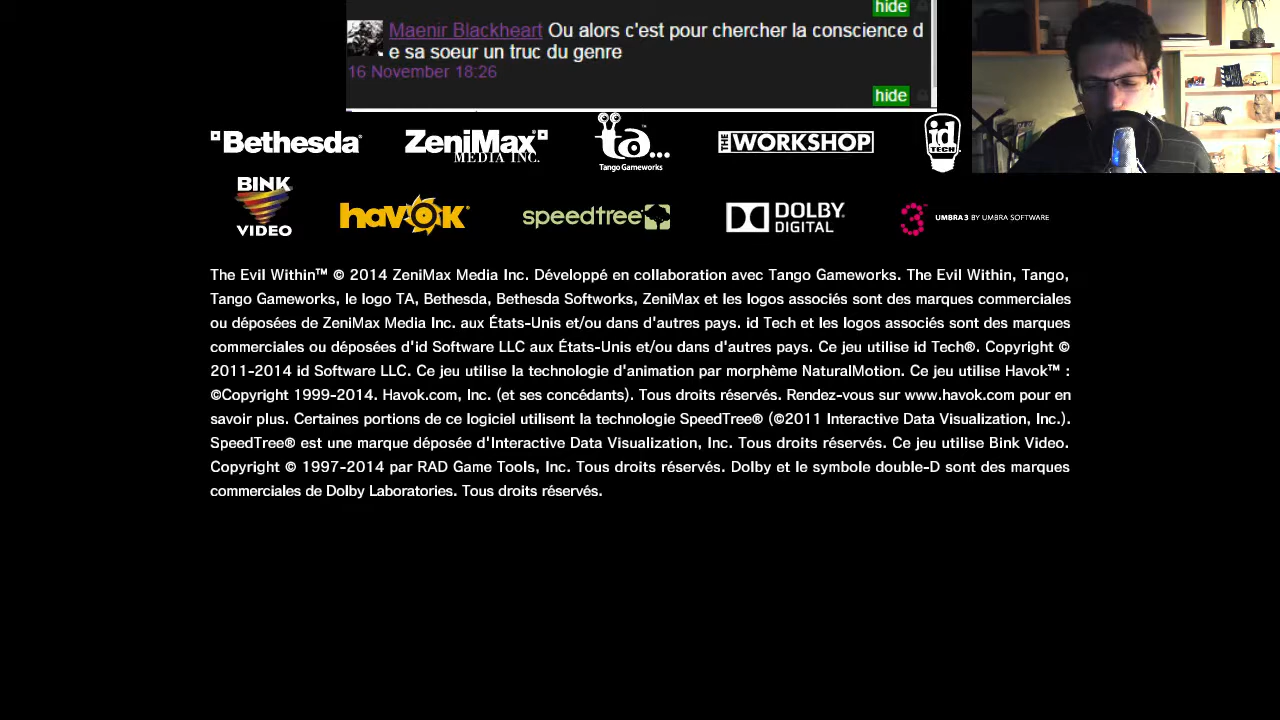 hide
Maenir Blackheart Ou alors c'est pour chercher la conscience d
e sa soeur un truc du genre
16 November 18:26
hide
Bethesda® ZeniMax® MEDIA INC. ta...™ Tango Gameworks THE WORKSHOP id TECH
BINK VIDEO havok® speedtree® DOLBY DIGITAL® UMBRA 3 BY UMBRA SOFTWARE
The Evil Within™ © 2014 ZeniMax Media Inc. Développé en collaboration avec Tango Gameworks. The Evil Within, Tango,
Tango Gameworks, le logo TA, Bethesda, Bethesda Softworks, ZeniMax et les logos associés sont des marques commerciales
ou déposées de ZeniMax Media Inc. aux États-Unis et/ou dans d'autres pays. id Tech et les logos associés sont des marques
commerciales ou déposées d'id Software LLC aux États-Unis et/ou dans d'autres pays. Ce jeu utilise id Tech®. Copyright ©
2011-2014 id Software LLC. Ce jeu utilise la technologie d'animation par morphème NaturalMotion. Ce jeu utilise Havok™ :
©Copyright 1999-2014. Havok.com, Inc. (et ses concédants). Tous droits réservés. Rendez-vous sur www.havok.com pour en
savoir plus. Certaines portions de ce logiciel utilisent la technologie SpeedTree® (©2011 Interactive Data Visualization, Inc.).
SpeedTree® est une marque déposée d'Interactive Data Visualization, Inc. Tous droits réservés. Ce jeu utilise Bink Video.
Copyright © 1997-2014 par RAD Game Tools, Inc. Tous droits réservés. Dolby et le symbole double-D sont des marques
commerciales de Dolby Laboratories. Tous droits réservés.